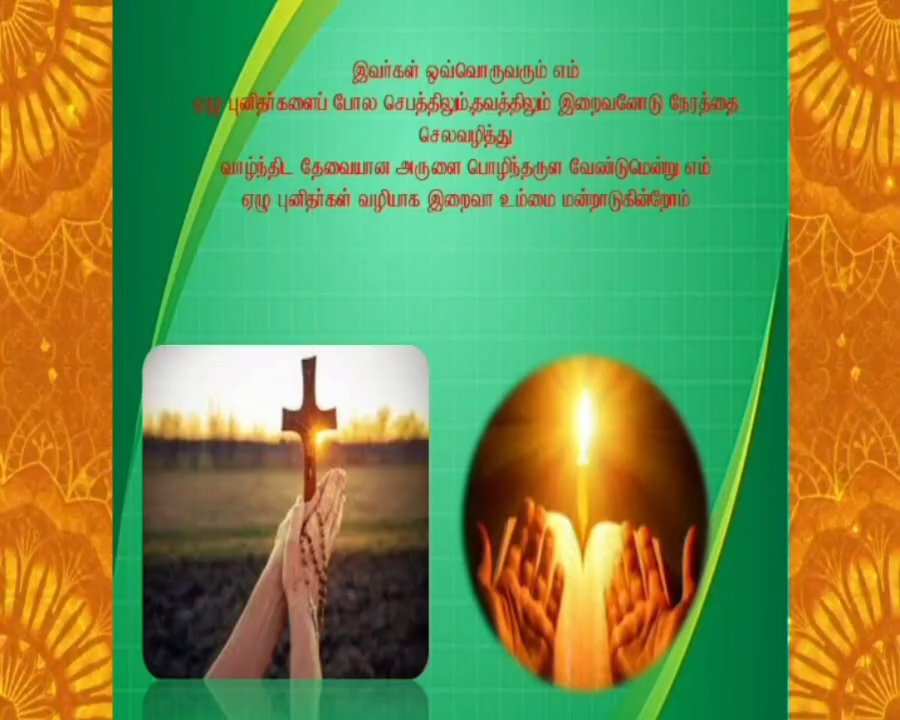 இவர்கள் ஒவ்வொருவரும் எம்
ஏழு புனிதர்களைப் போல செபத்திலும்,தவத்திலும் இறைவனோடு நேரத்தை
செலவழித்து
வாழ்ந்திட தேவையான அருளை பொழிந்தருள வேண்டுமென்று எம்
ஏழு புனிதர்கள் வழியாக இறைவா உம்மை மன்றாடுகின்றோம்